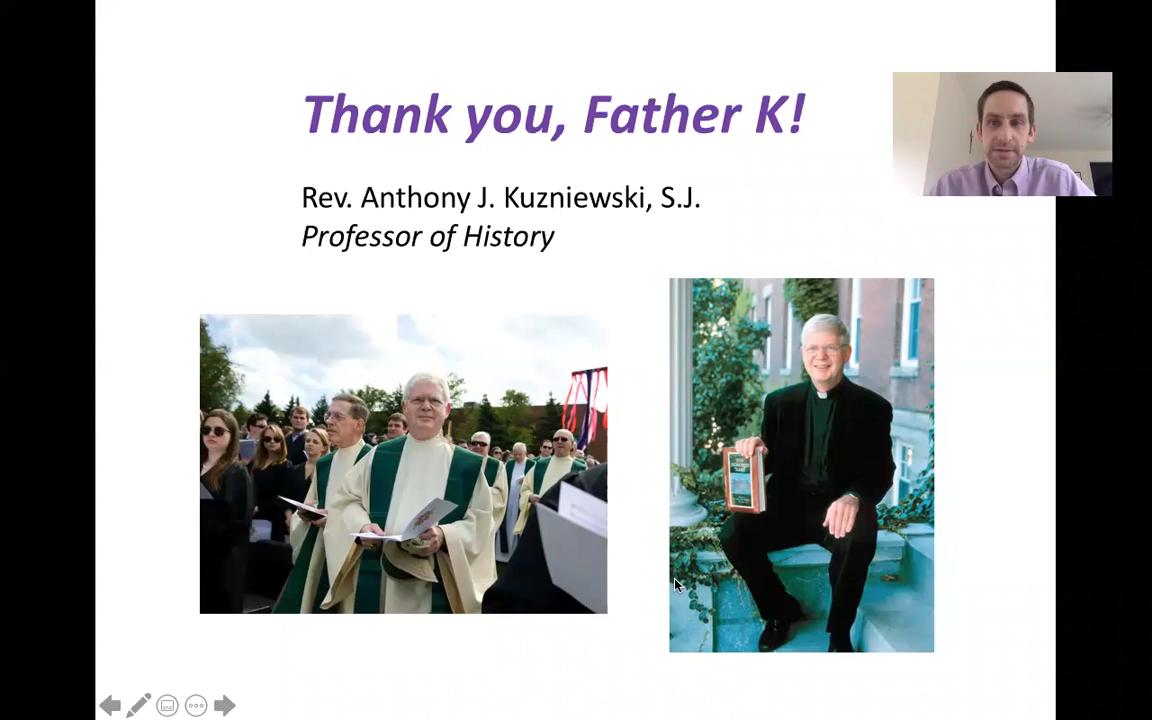 Thank you, Father K!
Rev. Anthony J. Kuzniewski, S.J.
Professor of History